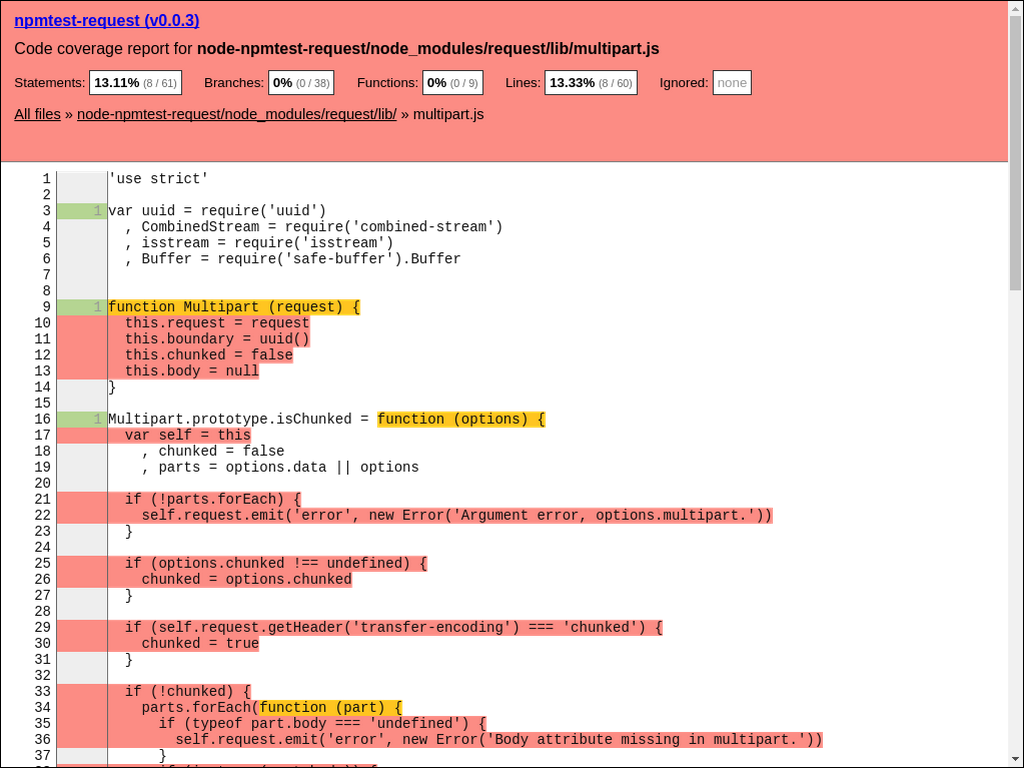 npmtest-request (v0.0.3)
Code coverage report for node-npmtest-request/node_modules/request/lib/multipart.js
Statements: 13.11% (8 / 61) Branches: 0% (0 / 38) Functions: 0% (0 / 9) Lines: 13.33% (8 / 60) Ignored: none
All files » node-npmtest-request/node_modules/request/lib/ » multipart.js
1 'use strict'
2
3 1 var uuid = require('uuid')
4   , CombinedStream = require('combined-stream')
5   , isstream = require('isstream')
6   , Buffer = require('safe-buffer').Buffer
7
8
9 1 function Multipart (request) {
10   this.request = request
11   this.boundary = uuid()
12   this.chunked = false
13   this.body = null
14 }
15
16 1 Multipart.prototype.isChunked = function (options) {
17   var self = this
18     , chunked = false
19     , parts = options.data || options
20
21   if (!parts.forEach) {
22     self.request.emit('error', new Error('Argument error, options.multipart.'))
23   }
24
25   if (options.chunked !== undefined) {
26     chunked = options.chunked
27   }
28
29   if (self.request.getHeader('transfer-encoding') === 'chunked') {
30     chunked = true
31   }
32
33   if (!chunked) {
34     parts.forEach(function (part) {
35       if (typeof part.body === 'undefined') {
36         self.request.emit('error', new Error('Body attribute missing in multipart.'))
37       }